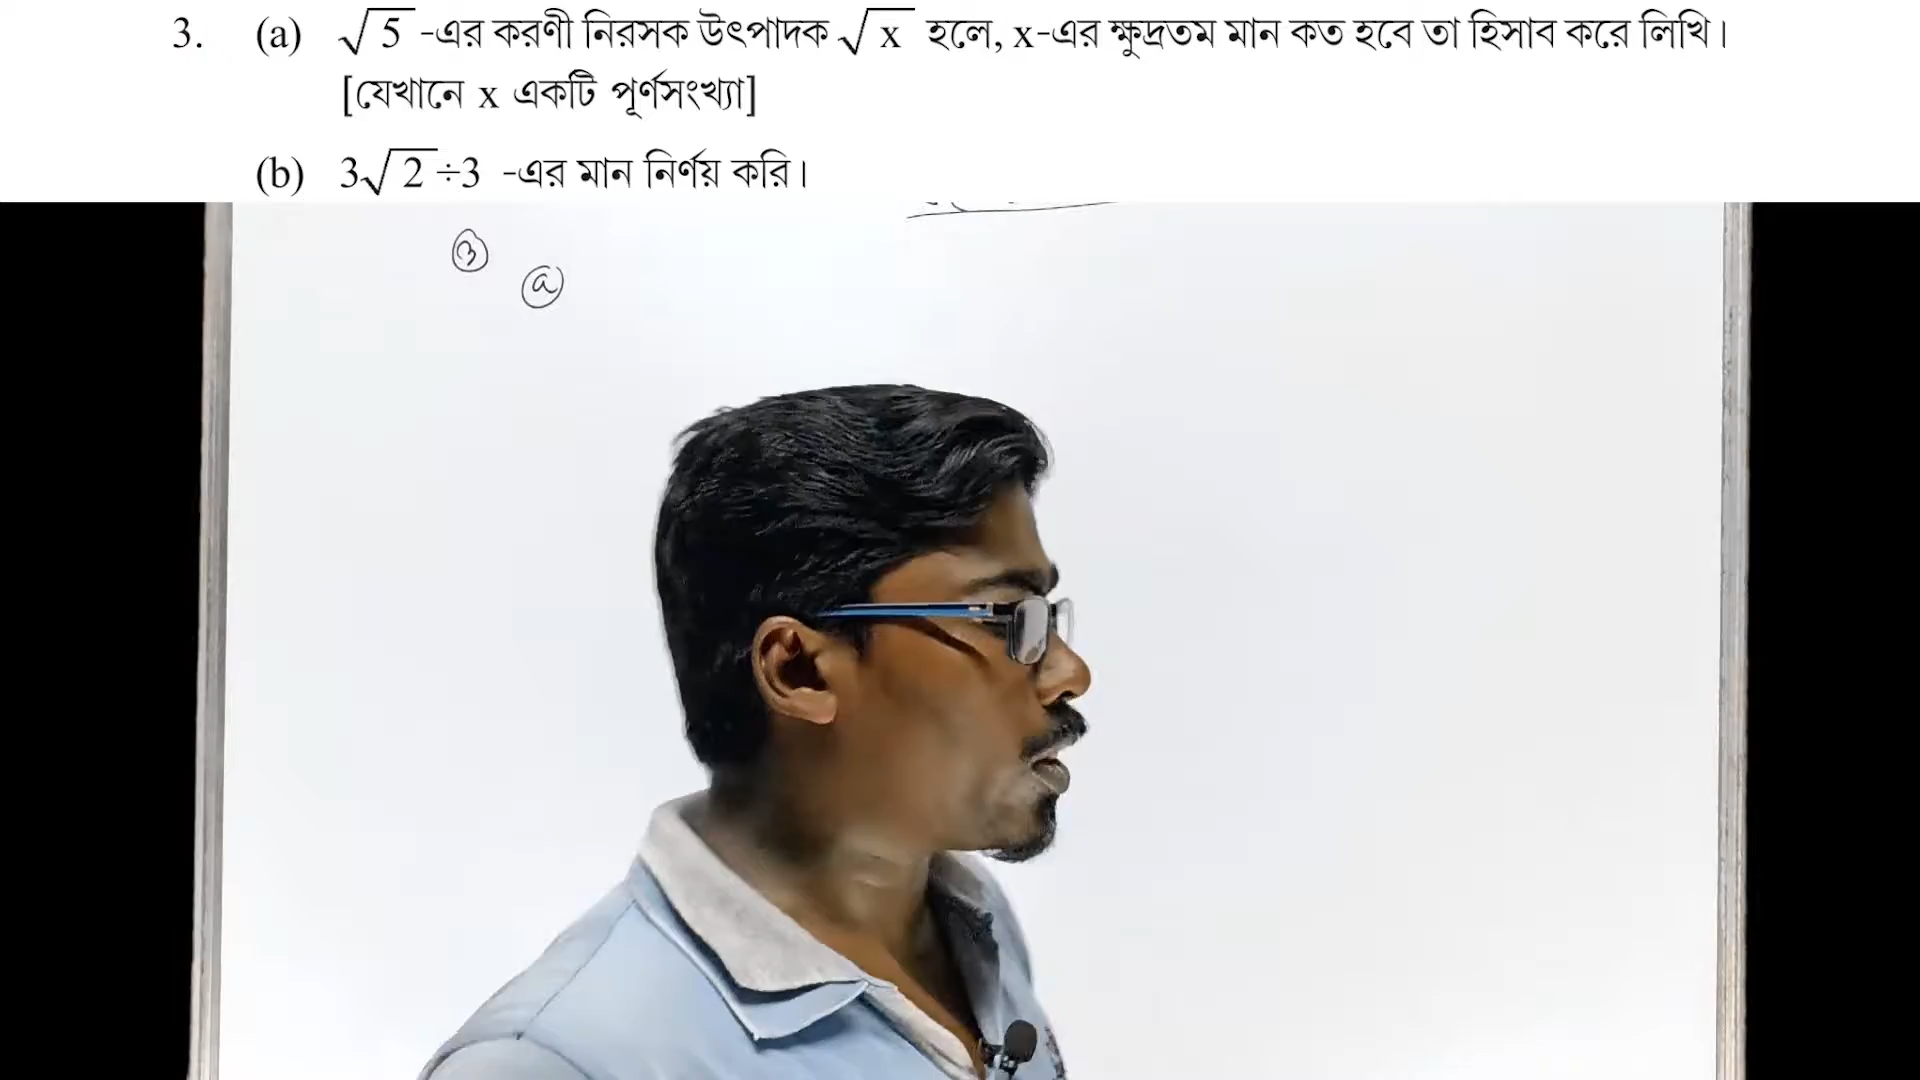 3. (a) √5 -এর করণী নিরসক উৎপাদক √x হলে, x-এর ক্ষুদ্রতম মান কত হবে তা হিসাব করে লিখি।
[যেখানে x একটি পূর্ণসংখ্যা]
(b) 3√2 ÷3 -এর মান নির্ণয় করি।
3
a